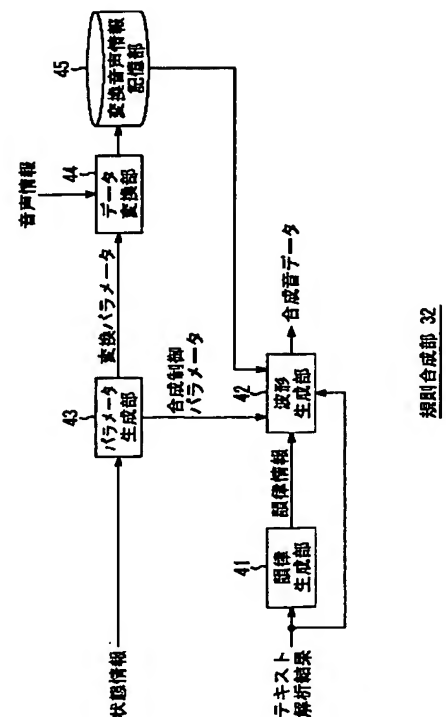 状態情報
43
パラメータ
生成部
変換パラメータ
音声情報
44
データ
変換部
45
変換音声情報
記憶部
合成制御
パラメータ
テキスト
解析結果
41
韻律
生成部
韻律情報
42
波形
生成部
合成音データ
規則合成部 32